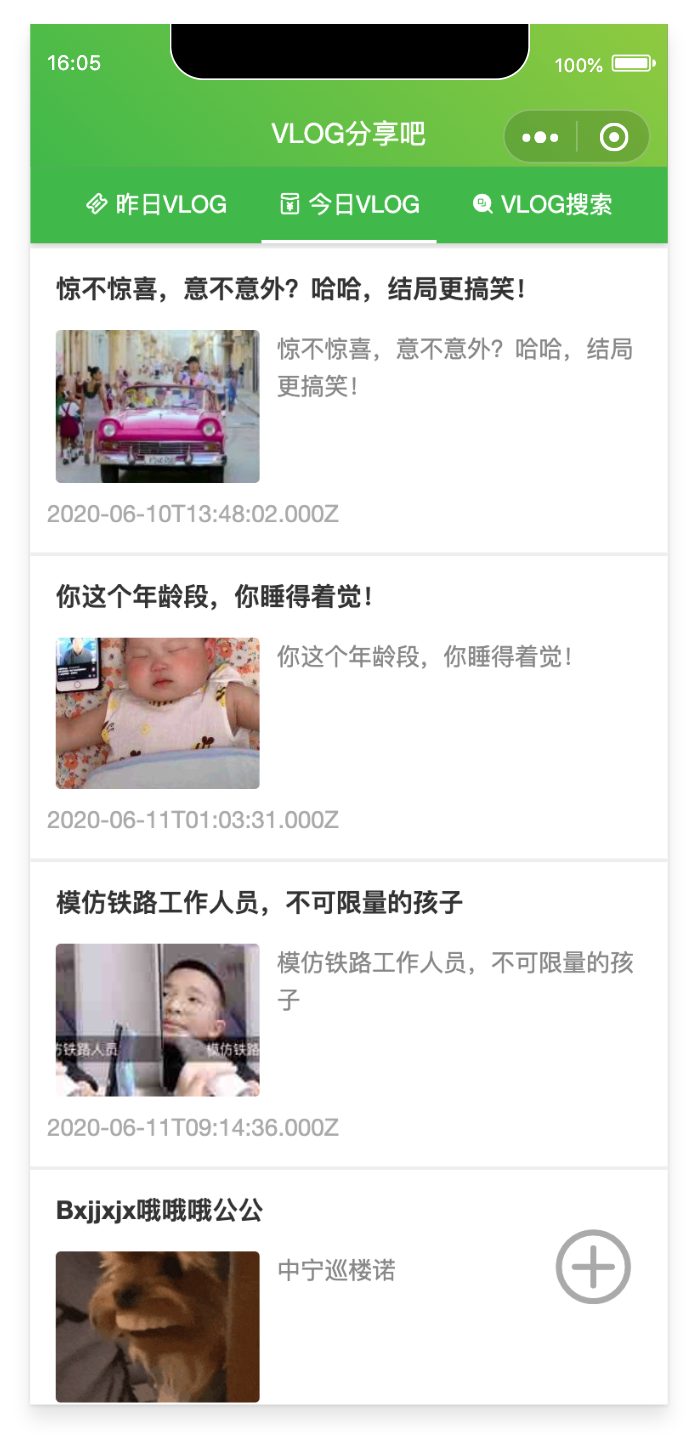 16:05
100%
VLOG分享吧
昨日VLOG
今日VLOG
VLOG搜索
惊不惊喜，意不意外？哈哈，结局更搞笑！
惊不惊喜，意不意外？哈哈，结局
更搞笑！
2020-06-10T13:48:02.000Z
你这个年龄段，你睡得着觉！
你这个年龄段，你睡得着觉！
2020-06-11T01:03:31.000Z
模仿铁路工作人员，不可限量的孩子
模仿铁路工作人员，不可限量的孩
子
方铁路人员
模仿铁路
2020-06-11T09:14:36.000Z
Bxjjxjx哦哦哦公公
中宁巡楼诺